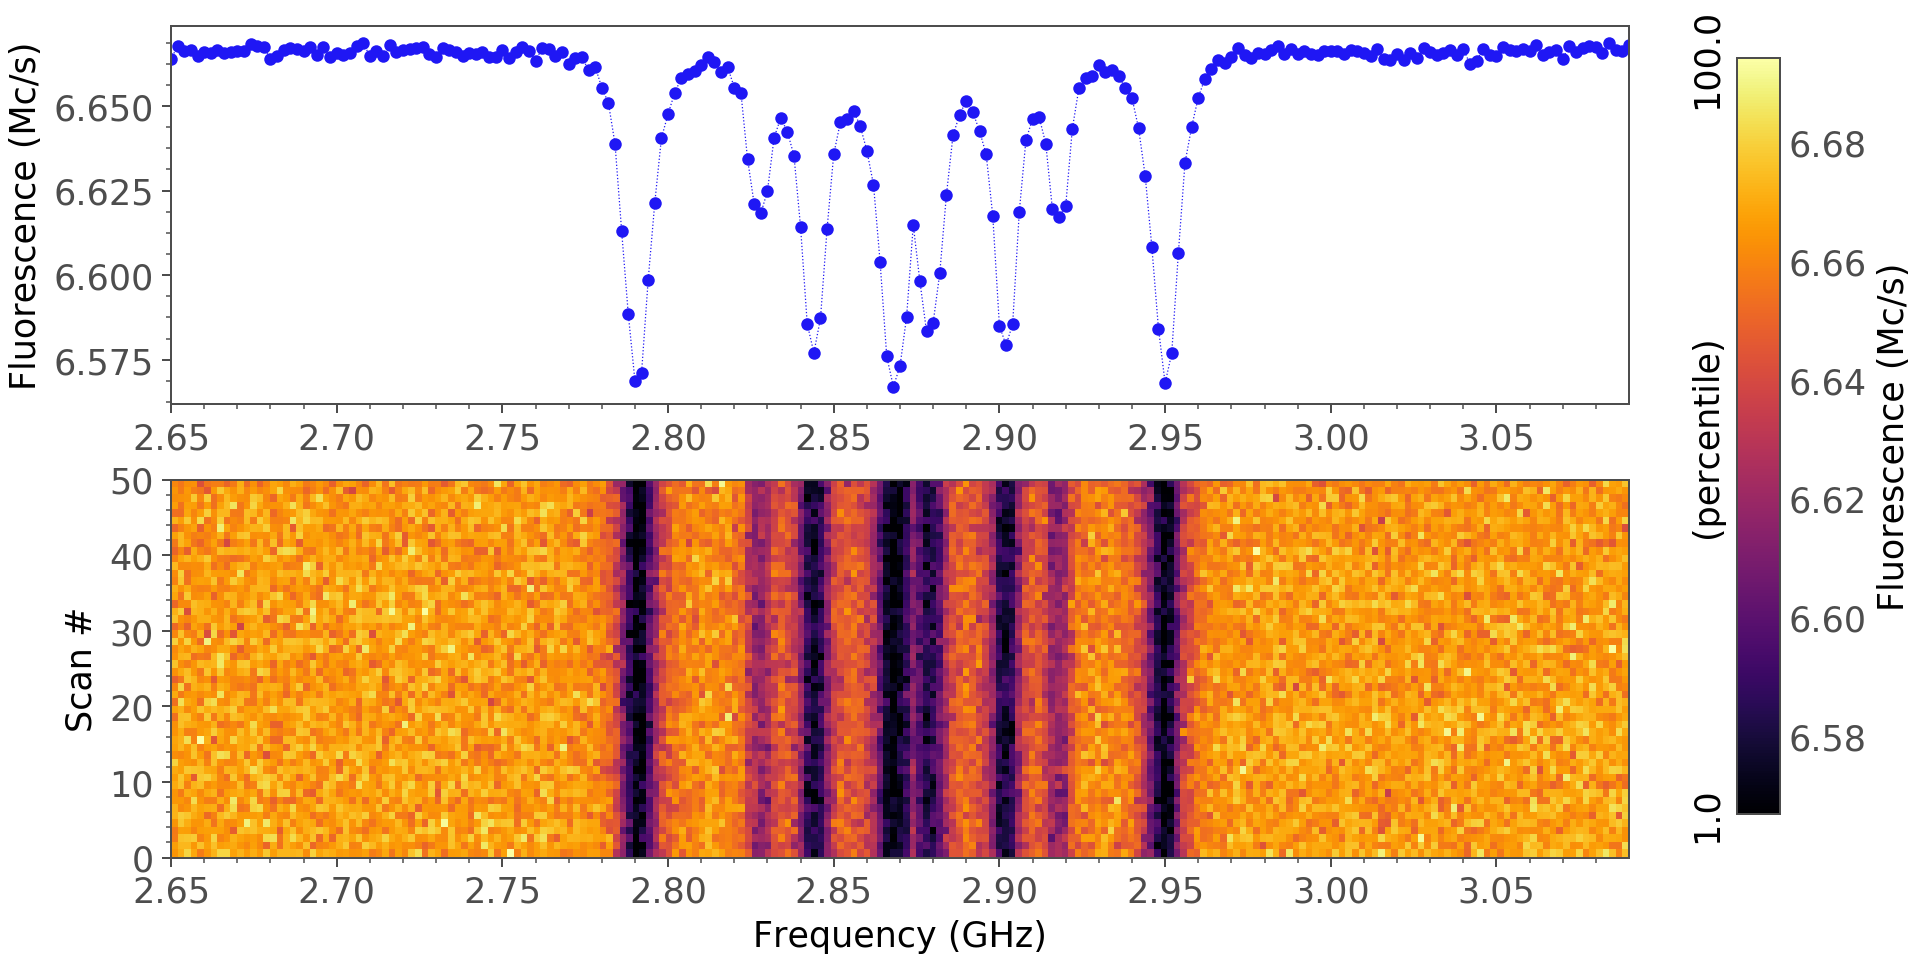 Fluorescence (Mc/s)
6.650
6.625
6.600
6.575
2.65 2.70 2.75 2.80 2.85 2.90 2.95 3.00 3.05
Scan #
50
40
30
20
10
0
2.65 2.70 2.75 2.80 2.85 2.90 2.95 3.00 3.05
Frequency (GHz)
100.0
(percentile)
1.0
6.68
6.66
6.64
6.62
6.60
6.58
Fluorescence (Mc/s)